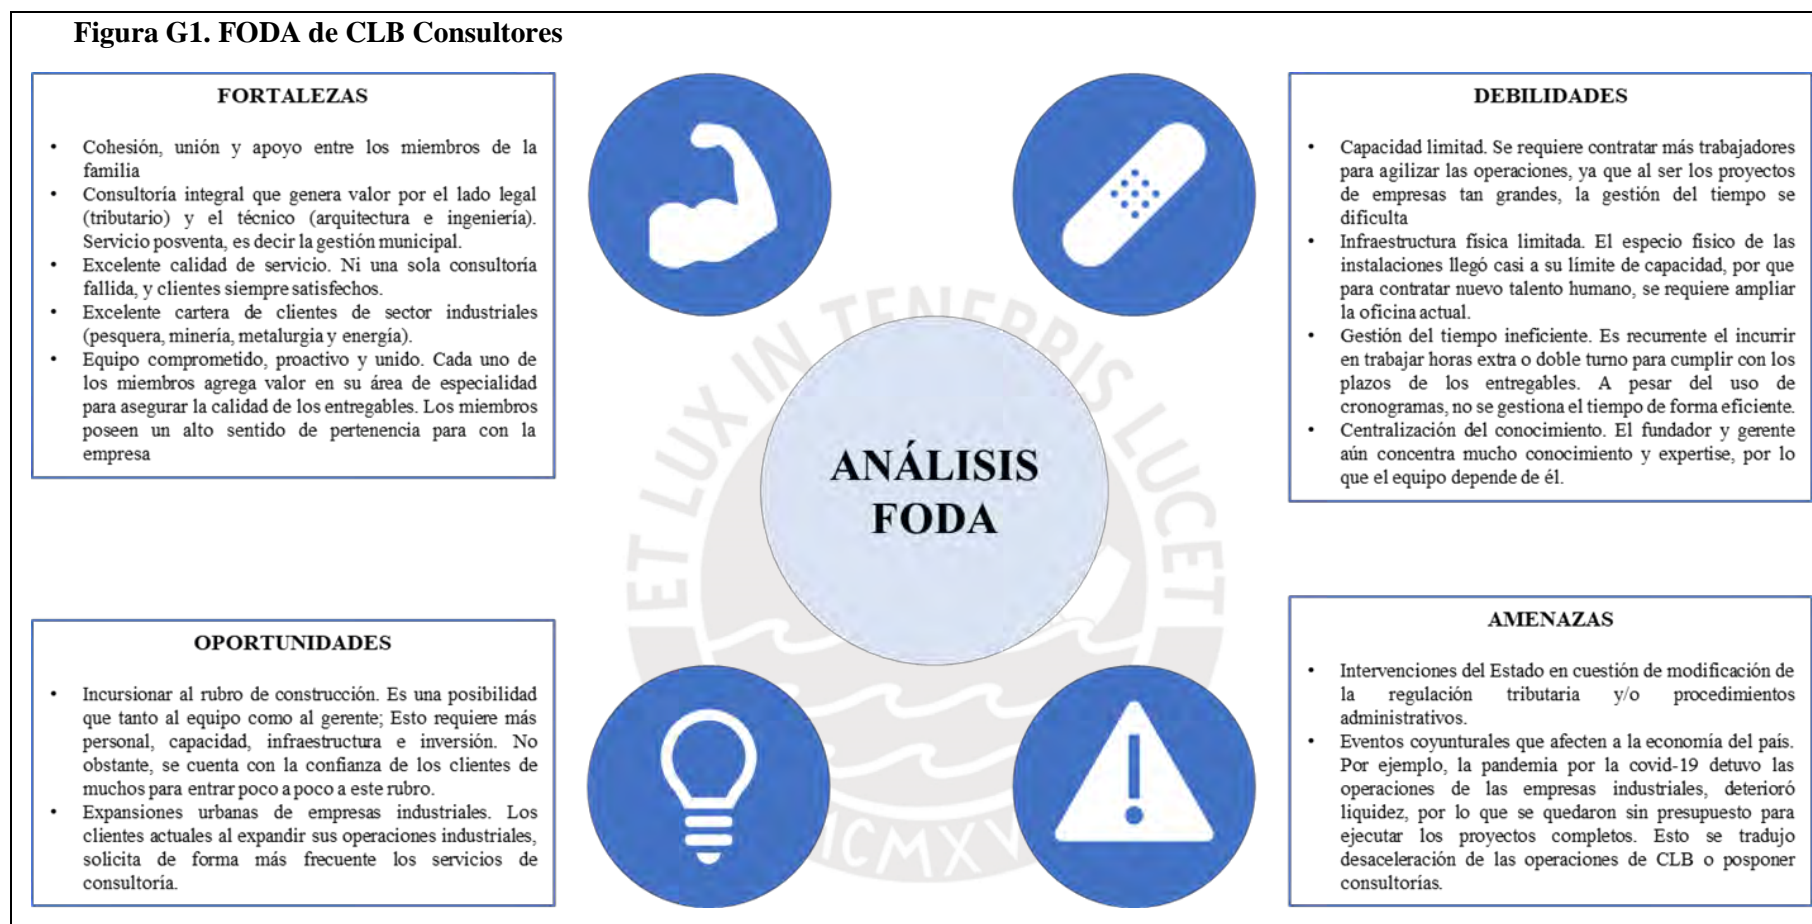 Figura G1. FODA de CLB Consultores
FORTALEZAS
• Cohesión, unión y apoyo entre los miembros de la
familia
• Consultoría integral que genera valor por el lado legal
(tributario) y el técnico (arquitectura e ingeniería).
Servicio posventa, es decir la gestión municipal.
• Excelente calidad de servicio. Ni una sola consultoría
fallida, y clientes siempre satisfechos.
• Excelente cartera de clientes de sector industriales
(pesquera, minería, metalurgia y energía).
• Equipo comprometido, proactivo y unido. Cada uno de
los miembros agrega valor en su área de especialidad
para asegurar la calidad de los entregables. Los miembros
poseen un alto sentido de pertenencia para con la
empresa
DEBILIDADES
• Capacidad limitad. Se requiere contratar más trabajadores
para agilizar las operaciones, ya que al ser los proyectos
de empresas tan grandes, la gestión del tiempo se
dificulta
• Infraestructura física limitada. El especio físico de las
instalaciones llegó casi a su límite de capacidad, por que
para contratar nuevo talento humano, se requiere ampliar
la oficina actual.
• Gestión del tiempo ineficiente. Es recurrente el incurrir
en trabajar horas extra o doble turno para cumplir con los
plazos de los entregables. A pesar del uso de
cronogramas, no se gestiona el tiempo de forma eficiente.
• Centralización del conocimiento. El fundador y gerente
aún concentra mucho conocimiento y expertise, por lo
que el equipo depende de él.
ET LUX IN TENEBRIS LUCET
ANÁLISIS
FODA
OPORTUNIDADES
• Incursionar al rubro de construcción. Es una posibilidad
que tanto al equipo como al gerente; Esto requiere más
personal, capacidad, infraestructura e inversión. No
obstante, se cuenta con la confianza de los clientes de
muchos para entrar poco a poco a este rubro.
• Expansiones urbanas de empresas industriales. Los
clientes actuales al expandir sus operaciones industriales,
solicita de forma más frecuente los servicios de
consultoría.
AMENAZAS
• Intervenciones del Estado en cuestión de modificación de
la regulación tributaria y/o procedimientos
administrativos.
• Eventos coyunturales que afecten a la economía del país.
Por ejemplo, la pandemia por la covid-19 detuvo las
operaciones de las empresas industriales, deterioró
liquidez, por lo que se quedaron sin presupuesto para
ejecutar los proyectos completos. Esto se tradujo
desaceleración de las operaciones de CLB o posponer
consultorías.